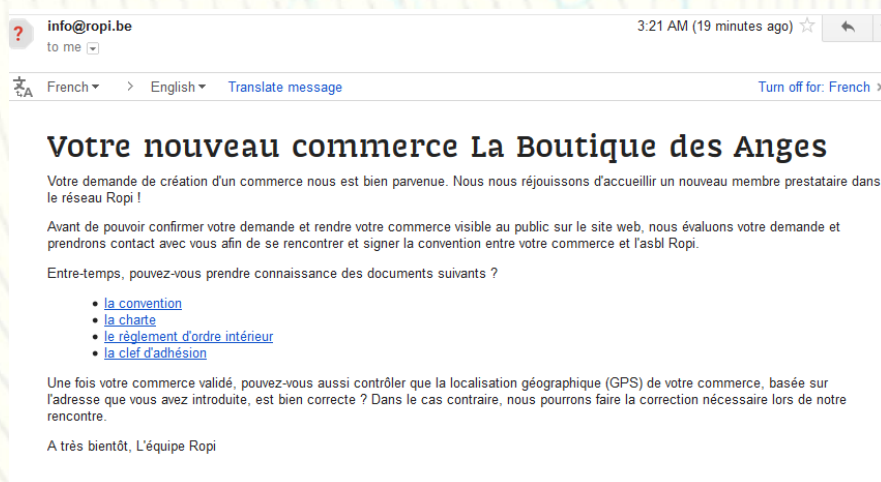 info@ropi.be
3:21 AM (19 minutes ago)
to me
French > English Translate message Turn off for: French
Votre nouveau commerce La Boutique des Anges
Votre demande de création d'un commerce nous est bien parvenue. Nous nous réjouissons d'accueillir un nouveau membre prestataire dans
le réseau Ropi !
Avant de pouvoir confirmer votre demande et rendre votre commerce visible au public sur le site web, nous évaluons votre demande et
prendrons contact avec vous afin de se rencontrer et signer la convention entre votre commerce et l'asbl Ropi.
Entre-temps, pouvez-vous prendre connaissance des documents suivants ?
• la convention
• la charte
• le règlement d'ordre intérieur
• la clef d'adhésion
Une fois votre commerce validé, pouvez-vous aussi contrôler que la localisation géographique (GPS) de votre commerce, basée sur
l'adresse que vous avez introduite, est bien correcte ? Dans le cas contraire, nous pourrons faire la correction nécessaire lors de notre
rencontre.
A très bientôt, L'équipe Ropi